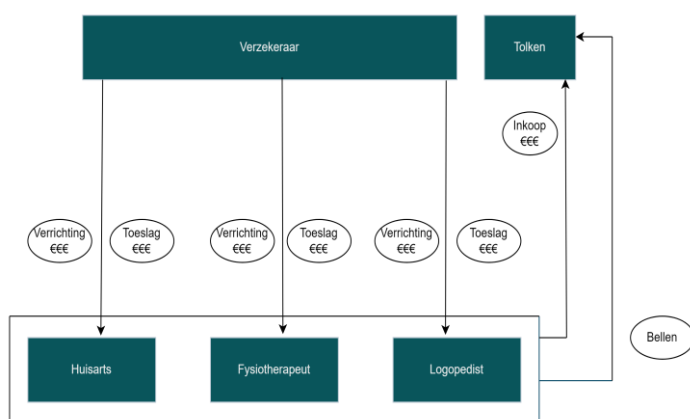 Verzekeraar
Tolken
Inkoop
€€€
Verrichting
€€€
Toeslag
€€€
Verrichting
€€€
Toeslag
€€€
Verrichting
€€€
Toeslag
€€€
Bellen
Huisarts
Fysiotherapeut
Logopedist